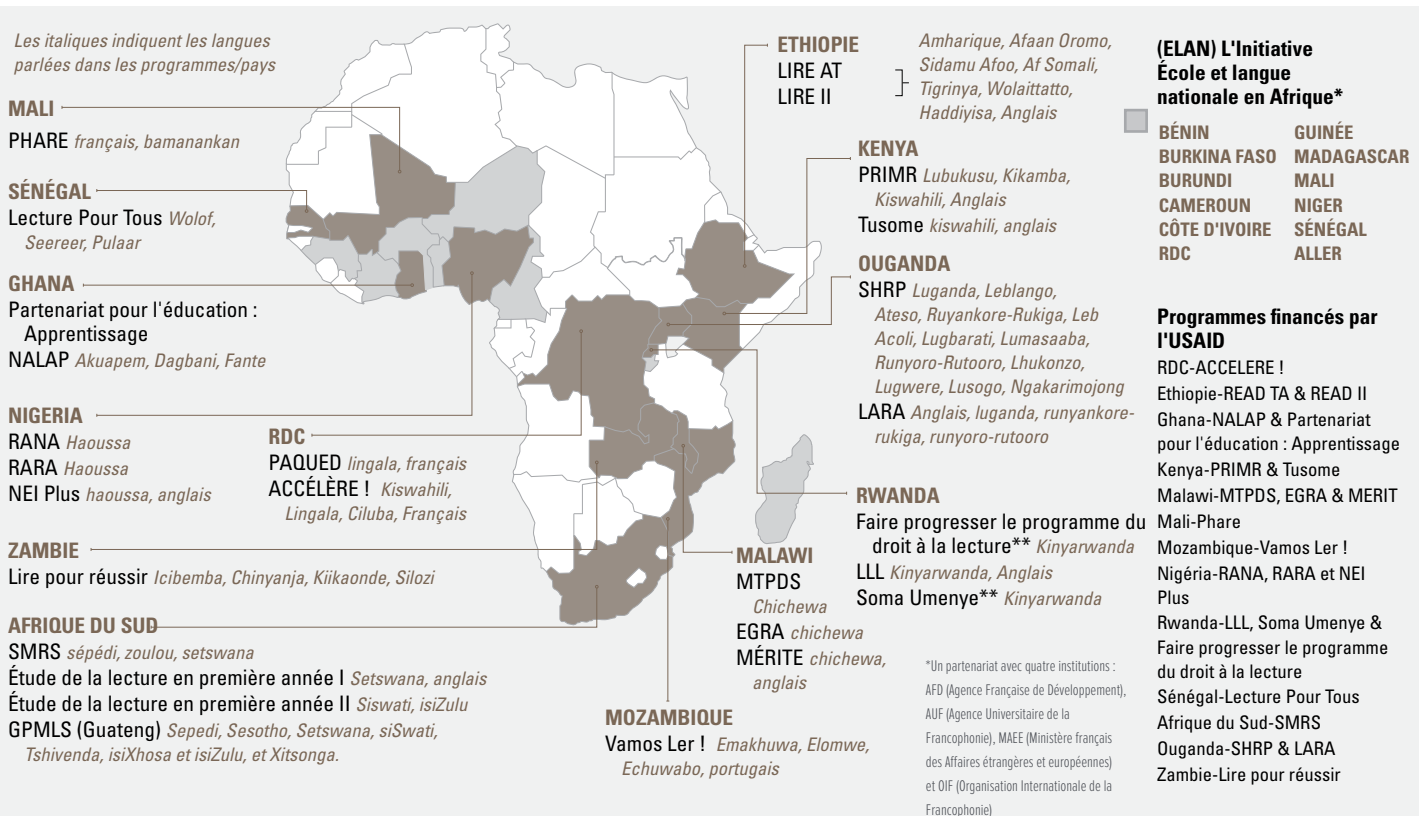 Les italiques indiquent les langues
parlées dans les programmes/pays
MALI
PHARE français, bamanankan
SÉNÉGAL
Lecture Pour Tous Wolof,
Seereer, Pulaar
GHANA
Partenariat pour l'éducation :
Apprentissage
NALAP Akuapem, Dagbani, Fante
NIGERIA
RANA Haoussa
RARA Haoussa
NEI Plus haoussa, anglais
RDC
PAQUED lingala, français
ACCÉLÈRE ! Kiswahili,
Lingala, Ciluba, Français
ZAMBIE
Lire pour réussir Icibemba, Chinyanja, Kiikaonde, Silozi
AFRIQUE DU SUD
SMRS sépédi, zoulou, setswana
Étude de la lecture en première année I Setswana, anglais
Étude de la lecture en première année II Siswati, isiZulu
GPMLS (Guateng) Sepedi, Sesotho, Setswana, siSwati,
Tshivenda, isiXhosa et isiZulu, et Xitsonga.
ETHIOPIE
LIRE AT
LIRE II
Amharique, Afaan Oromo,
Sidamu Afoo, Af Somali,
Tigrinya, Wolaittatto,
Haddiyisa, Anglais
KENYA
PRIMR Lubukusu, Kikamba,
Kiswahili, Anglais
Tusome kiswahili, anglais
OUGANDA
SHRP Luganda, Leblango,
Ateso, Ruyankore-Rukiga, Leb
Acoli, Lugbarati, Lumasaaba,
Runyoro-Rutooro, Lhukonzo,
Lugwere, Lusogo, Ngakarimojong
LARA Anglais, luganda, runyankore-
rukiga, runyoro-rutooro
RWANDA
Faire progresser le programme du
droit à la lecture** Kinyarwanda
LLL Kinyarwanda, Anglais
Soma Umenye** Kinyarwanda
MALAWI
MTPDS
Chichewa
EGRA chichewa
MÉRITE chichewa,
anglais
MOZAMBIQUE
Vamos Ler ! Emakhuwa, Elomwe,
Echuwabo, portugais
*Un partenariat avec quatre institutions :
AFD (Agence Française de Développement),
AUF (Agence Universitaire de la
Francophonie), MAEE (Ministère français
des Affaires étrangères et européennes)
et OIF (Organisation Internationale de la
Francophonie)
(ELAN) L'Initiative
École et langue
nationale en Afrique*
BÉNIN GUINÉE
BURKINA FASO MADAGASCAR
BURUNDI MALI
CAMEROUN NIGER
CÔTE D'IVOIRE SÉNÉGAL
RDC ALLER
Programmes financés par
l'USAID
RDC-ACCELERE !
Ethiopie-READ TA & READ II
Ghana-NALAP & Partenariat
pour l'éducation : Apprentissage
Kenya-PRIMR & Tusome
Malawi-MTPDS, EGRA & MERIT
Mali-Phare
Mozambique-Vamos Ler !
Nigéria-RANA, RARA et NEI
Plus
Rwanda-LLL, Soma Umenye &
Faire progresser le programme
du droit à la lecture
Sénégal-Lecture Pour Tous
Afrique du Sud-SMRS
Ouganda-SHRP & LARA
Zambie-Lire pour réussir